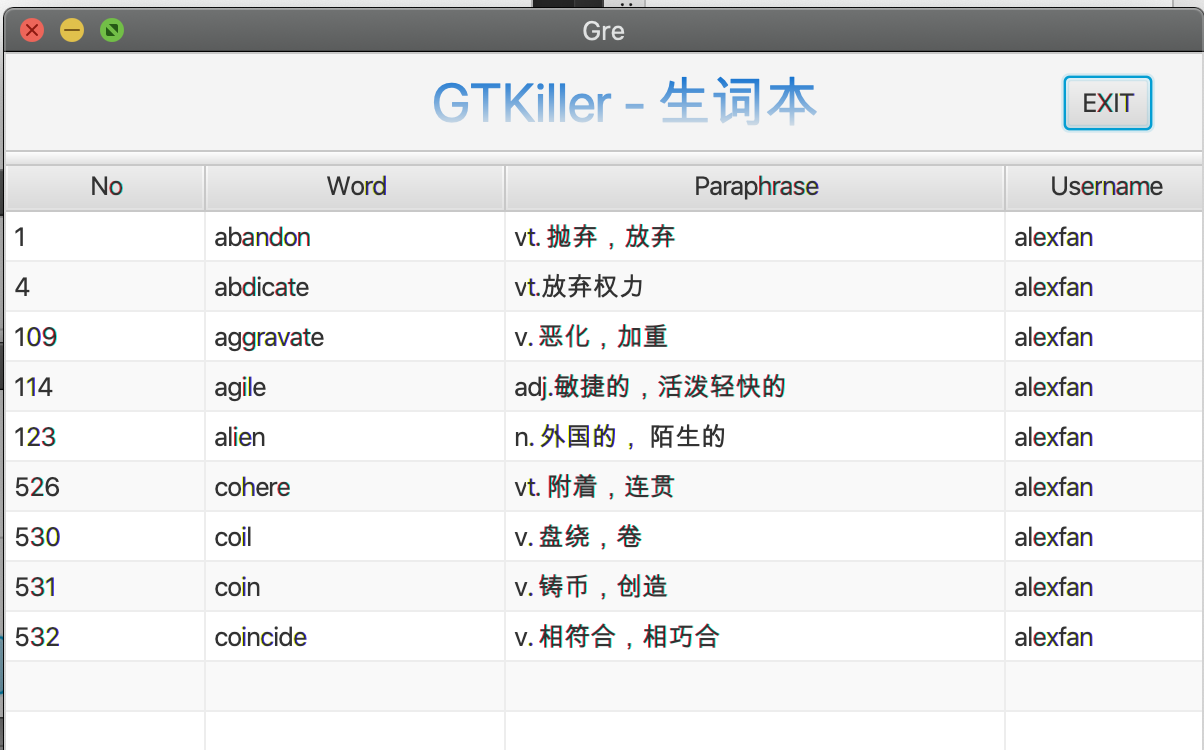 Gre
GTKiller - 生词本
EXIT
No Word Paraphrase Username
1 abandon vt. 抛弃，放弃 alexfan
4 abdicate vt.放弃权力 alexfan
109 aggravate v. 恶化，加重 alexfan
114 agile adj.敏捷的，活泼轻快的 alexfan
123 alien n. 外国的， 陌生的 alexfan
526 cohere vt. 附着，连贯 alexfan
530 coil v. 盘绕，卷 alexfan
531 coin v. 铸币，创造 alexfan
532 coincide v. 相符合，相巧合 alexfan